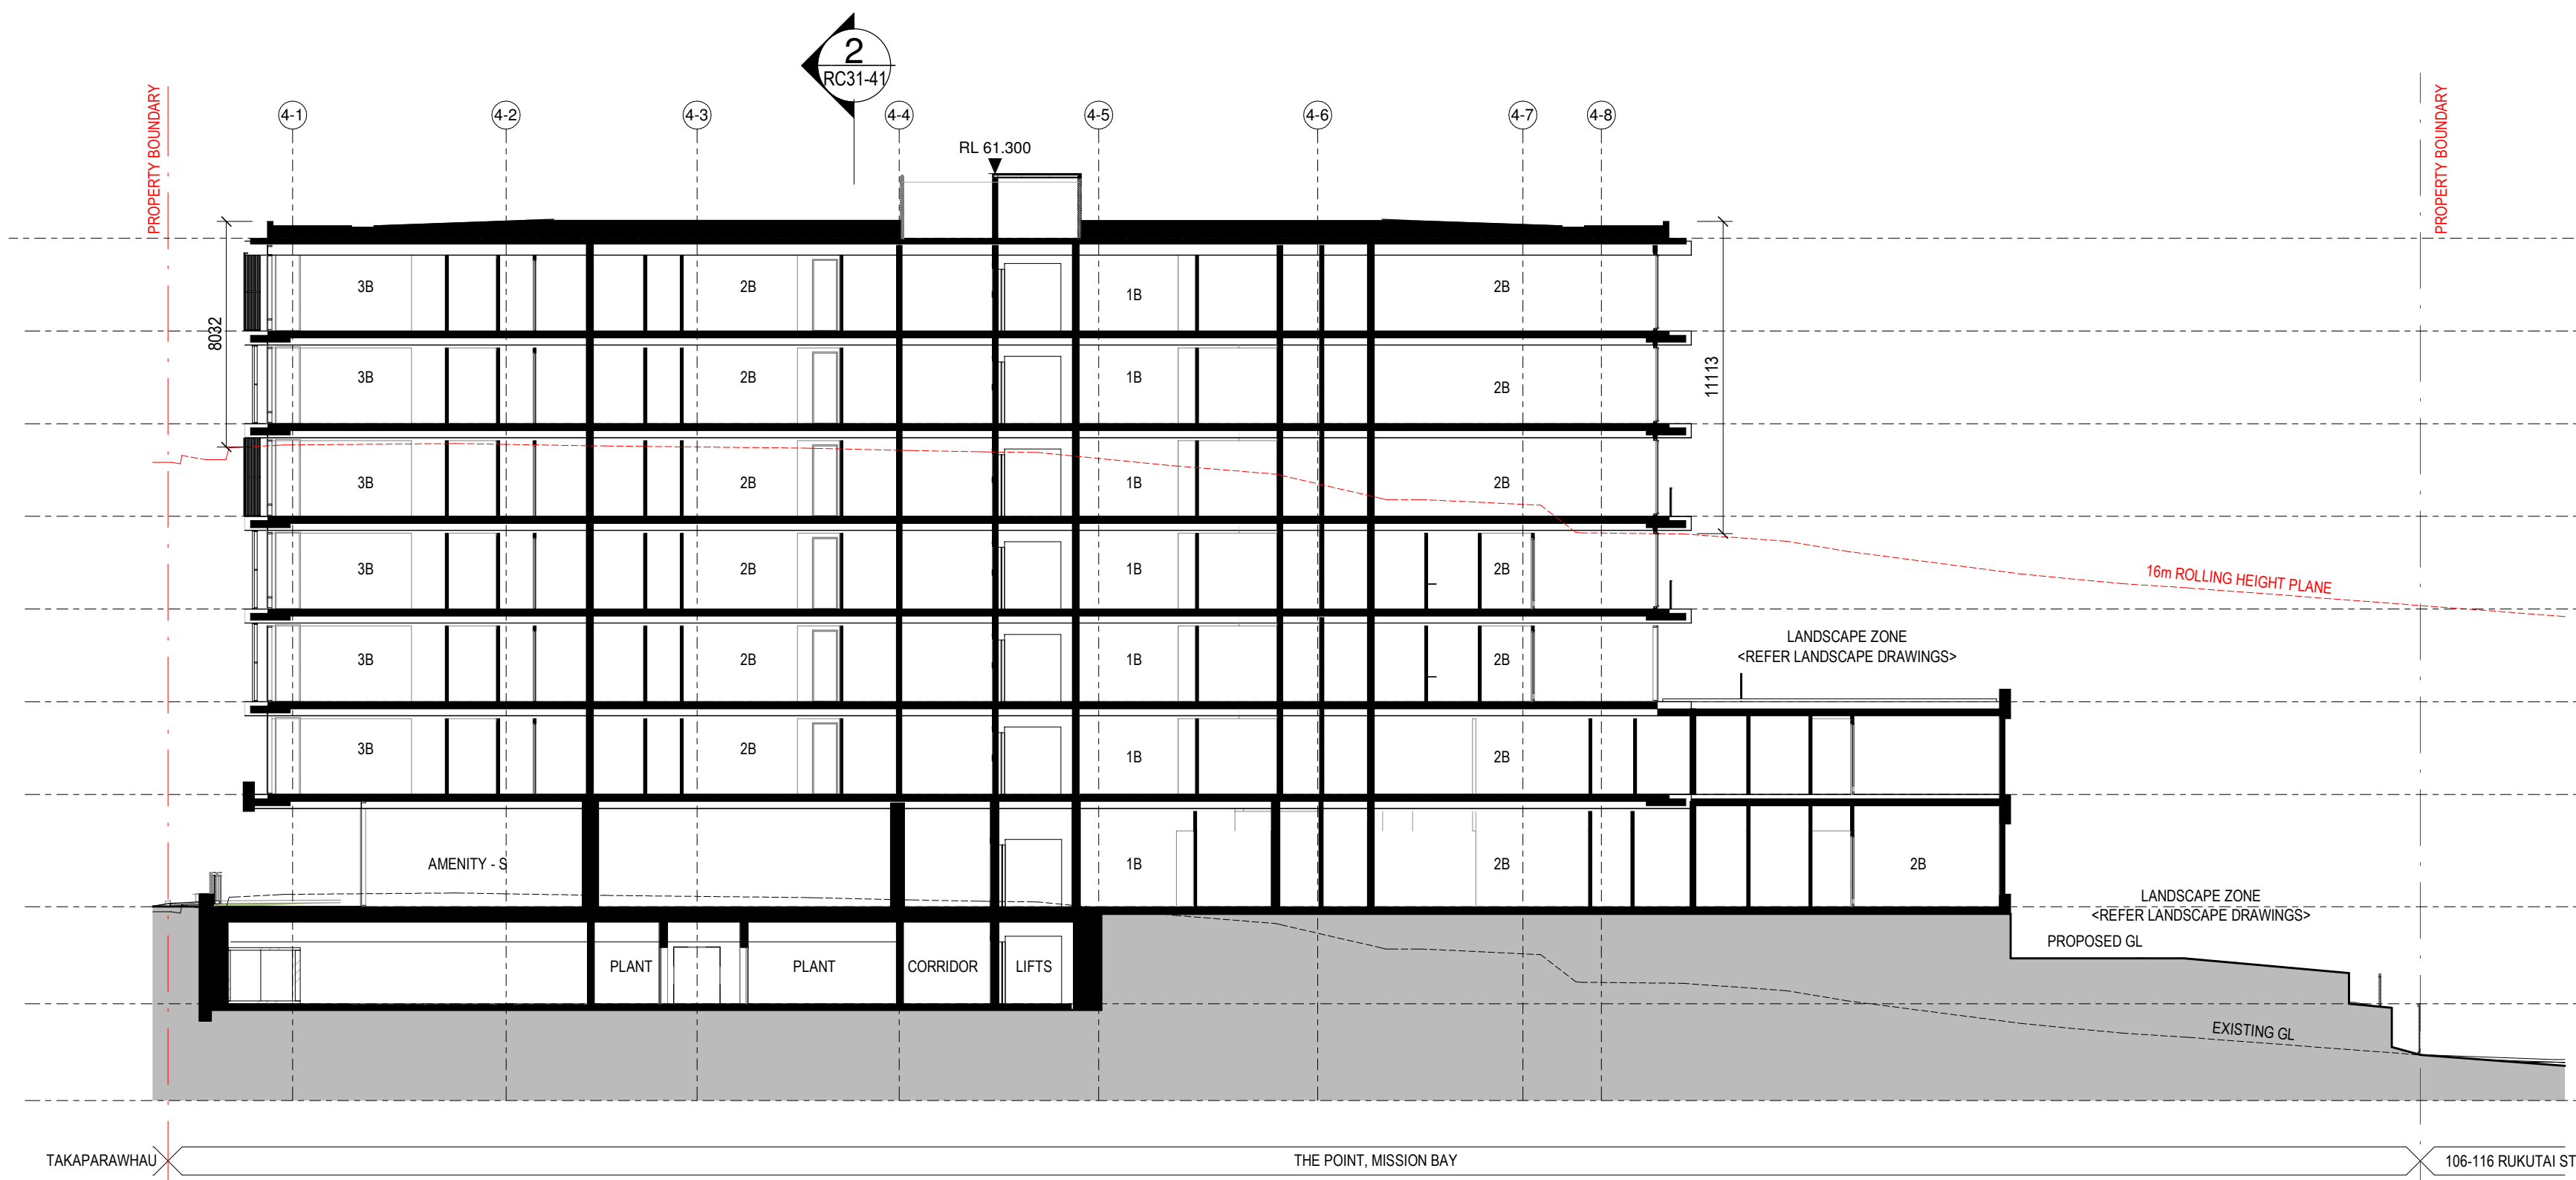 2
RC31-41
PROPERTY BOUNDARY
4-1
4-2
4-3
4-4
4-5
4-6
4-7
4-8
PROPERTY BOUNDARY
RL 61.300
8032
11113
3B
2B
1B
2B
3B
2B
1B
2B
3B
2B
1B
2B
3B
2B
1B
2B
16m ROLLING HEIGHT PLANE
LANDSCAPE ZONE
<REFER LANDSCAPE DRAWINGS>
3B
2B
1B
2B
3B
2B
1B
2B
AMENITY - S
1B
2B
2B
LANDSCAPE ZONE
<REFER LANDSCAPE DRAWINGS>
PROPOSED GL
PLANT
PLANT
CORRIDOR
LIFTS
EXISTING GL
TAKAPARAWHAU
THE POINT, MISSION BAY
106-116 RUKUTAI ST